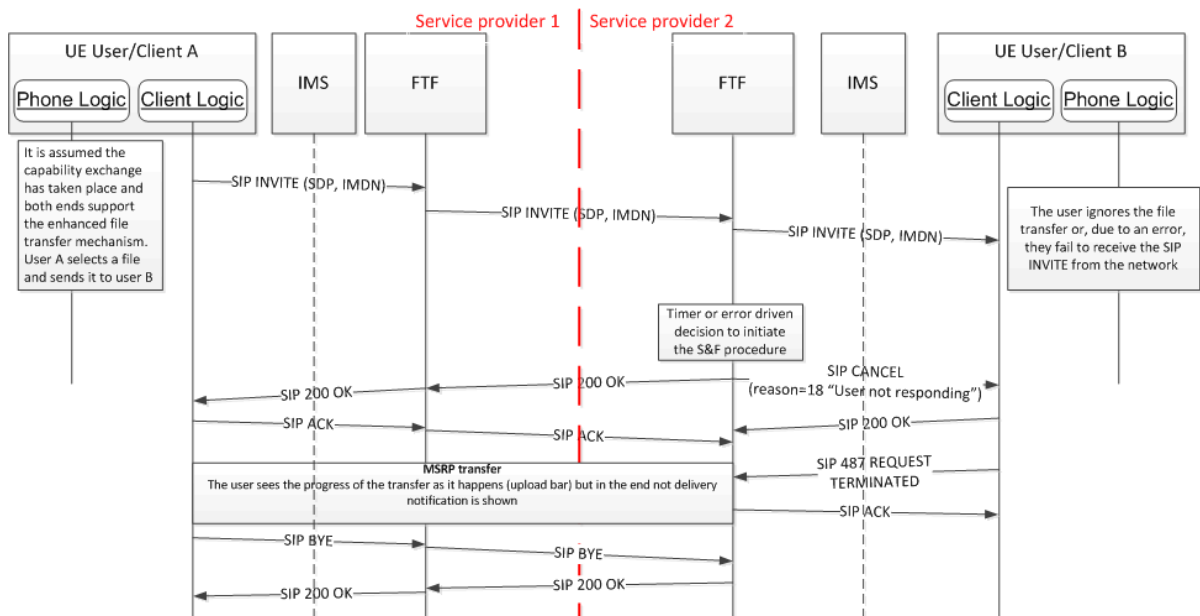 Service provider 1
Service provider 2
UE User/Client A
Phone Logic
Client Logic
IMS
FTF
FTF
IMS
UE User/Client B
Client Logic
Phone Logic
It is assumed the
capability exchange
has taken place and
both ends support
the enhanced file
transfer mechanism.
User A selects a file
and sends it to user B
SIP INVITE (SDP, IMDN)
SIP INVITE (SDP, IMDN)
SIP INVITE (SDP, IMDN)
The user ignores the file
transfer or, due to an error,
they fail to receive the SIP
INVITE from the network
Timer or error driven
decision to initiate
the S&F procedure
SIP CANCEL
(reason=18 “User not responding”)
SIP 200 OK
SIP 200 OK
SIP ACK
SIP ACK
SIP 200 OK
MSRP transfer
The user sees the progress of the transfer as it happens (upload bar) but in the end not delivery
notification is shown
SIP 487 REQUEST
TERMINATED
SIP ACK
SIP BYE
SIP BYE
SIP 200 OK
SIP 200 OK